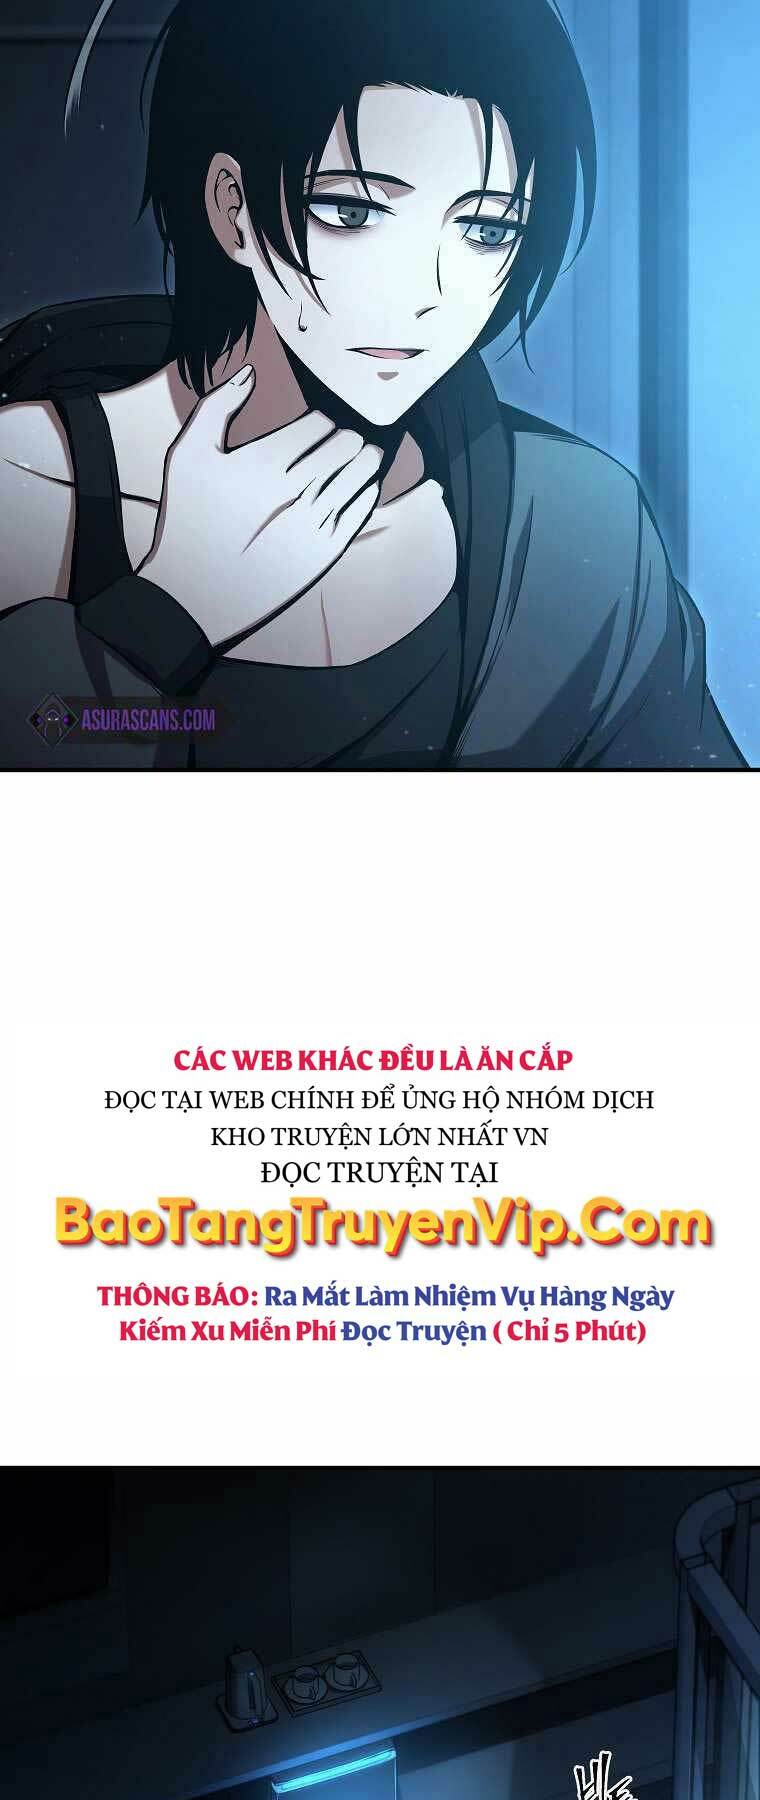 ASURASCANS.COM
CÁC WEB KHÁC ĐỀU LÀ ĂN CẮP
ĐỌC TẠI WEB CHÍNH ĐỂ ỦNG HỘ NHÓM DỊCH
KHO TRUYỆN LỚN NHẤT VN
ĐỌC TRUYỆN TẠI
BaoTangTruyenVip.Com
THÔNG BÁO: Ra Mắt Làm Nhiệm Vụ Hàng Ngày
Kiếm Xu Miễn Phí Đọc Truyện ( Chỉ 5 Phút)